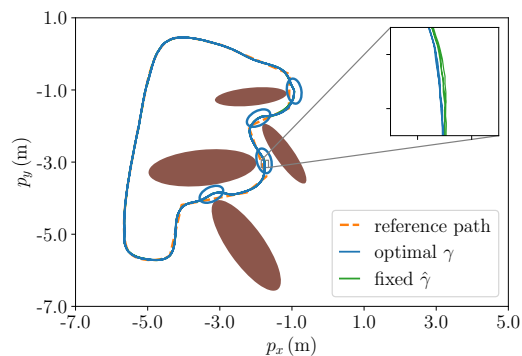 1.0
-1.0
-3.0
-5.0
-7.0
p_y (m)
-7.0 -5.0 -3.0 -1.0 1.0 3.0 5.0
p_x (m)
reference path
optimal γ
fixed γ̂